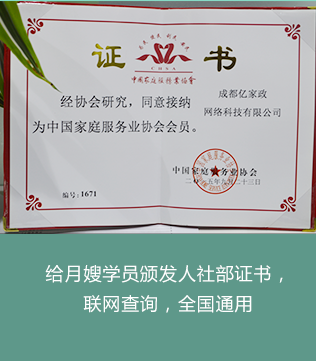 证 书
CHSA
中国家庭服务业协会
经协会研究，同意接纳
成都亿家政
网络科技有限公司
为中国家庭服务业协会会员。
中国家庭服务业协会
二〇一五年九月二十三日
编号：1671
给月嫂学员颁发人社部证书，
联网查询，全国通用